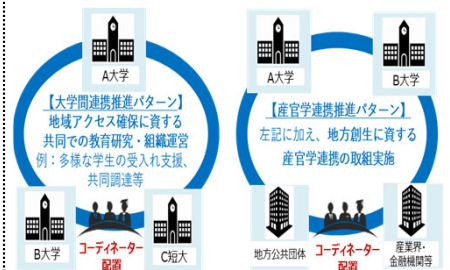 A大学
【大学間連携推進パターン】
地域アクセス確保に資する
共同での教育研究・組織運営
例：多様な学生の受入れ支援、
共同調達等
B大学
コーディネーター
配置
C短大
A大学
B大学
【産官学連携推進パターン】
左記に加え、地方創生に資する
産官学連携の取組実施
地方公共団体
コーディネーター
配置
産業界・
金融機関等